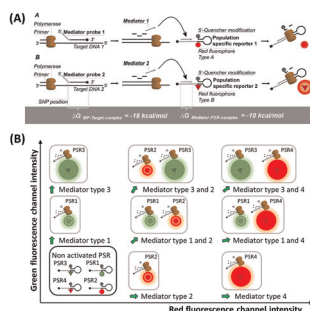 (A)
A
Polymerase
Primer
Mediator probe 1
Target DNA 1
Mediator 1
5'-Quencher modification
Population
specific reporter 1
Red fluorophore
Type A
B
Polymerase
Primer
Mediator probe 2
Target DNA 2
Mediator 2
5'-Quencher modification
Population
specific reporter 2
Red fluorophore
Type B
SNP position
ΔG MP-Target-complex = -18 kcal/mol
ΔG Mediator-PSR-complex = -10 kcal/mol
(B)
Green fluorescence channel intensity
PSR3
Mediator type 3
PSR2 PSR3
Mediator type 3 and 2
PSR3 PSR4
Mediator type 3 and 4
PSR1
Mediator type 1
PSR1 PSR2
Mediator type 1 and 2
PSR1 PSR4
Mediator type 1 and 4
Non activated PSR
PSR3 PSR1
PSR4 PSR2
PSR2
Mediator type 2
PSR4
Mediator type 4
Red fluorescence channel intensity